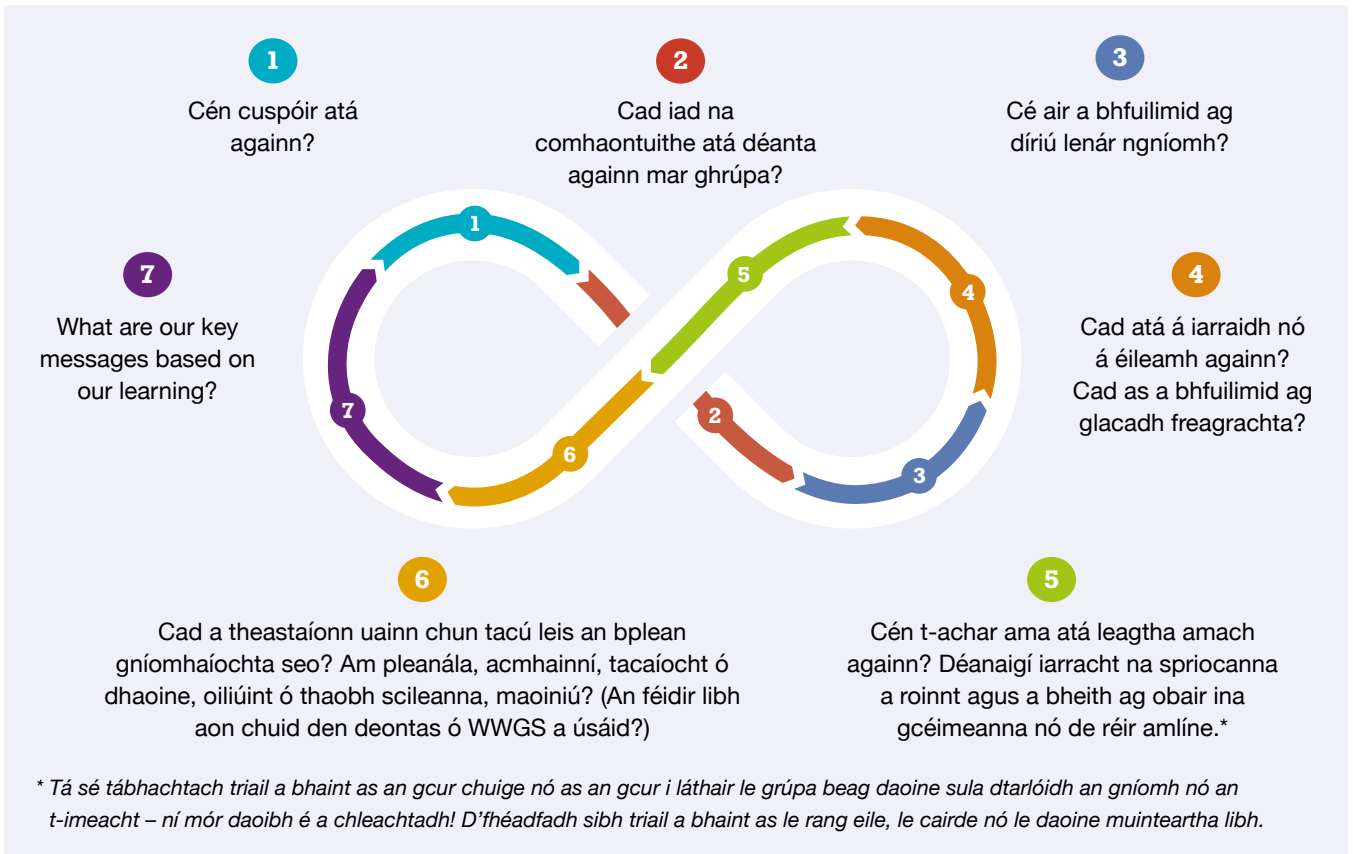 1
Cén cuspóir atá
againn?
2
Cad iad na
comhaontuithe atá déanta
againn mar ghrúpa?
3
Cé air a bhfuilimid ag
díriú lenár ngníomh?
4
Cad atá á iarraidh nó
á éileamh againn?
Cad as a bhfuilimid ag
glacadh freagrachta?
7
What are our key
messages based on
our learning?
1
5
4
7
2
6
3
6
Cad a theastaíonn uainn chun tacú leis an bplean
gníomhaíochta seo? Am pleanála, acmhainní, tacaíocht ó
dhaoine, oiliúint ó thaobh scileanna, maoiniú? (An féidir libh
aon chuid den deontas ó WWGS a úsáid?)
5
Cén t-achar ama atá leagtha amach
againn? Déanaigí iarracht na spriocanna
a roinnt agus a bheith ag obair ina
gcéimeanna nó de réir amlíne.*
* Tá sé tábhachtach triail a bhaint as an gcur chuige nó as an gcur i láthair le grúpa beag daoine sula dtarlóidh an gníomh nó an
t-imeacht – ní mór daoibh é a chleachtadh! D'fhéadfadh sibh triail a bhaint as le rang eile, le cairde nó le daoine muinteartha libh.